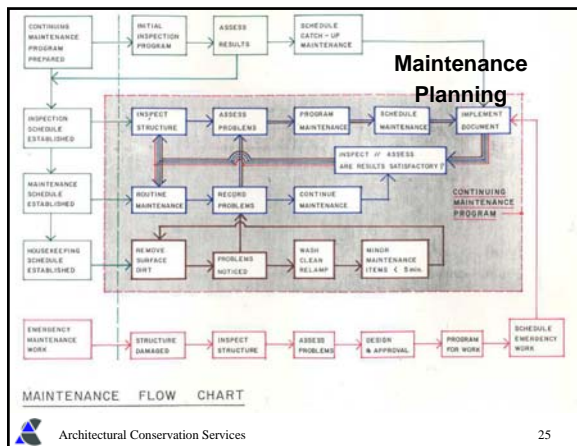 CONTINUING
MAINTENANCE
PROGRAM
PREPARED
INITIAL
INSPECTION
PROGRAM
ASSESS
RESULTS
SCHEDULE
CATCH-UP
MAINTENANCE
Maintenance
Planning
INSPECTION
SCHEDULE
ESTABLISHED
INSPECT
STRUCTURE
ASSESS
PROBLEMS
PROGRAM
MAINTENANCE
SCHEDULE
MAINTENANCE
IMPLEMENT
DOCUMENT
INSPECT // ASSESS
ARE RESULTS SATISFACTORY ?
MAINTENANCE
SCHEDULE
ESTABLISHED
ROUTINE
MAINTENANCE
RECORD
PROBLEMS
CONTINUE
MAINTENANCE
CONTINUING
MAINTENANCE
PROGRAM
HOUSEKEEPING
SCHEDULE
ESTABLISHED
REMOVE
SURFACE
DIRT
PROBLEMS
NOTICED
WASH
CLEAN
RELAMP
MINOR
MAINTENANCE
ITEMS < 5 min.
EMERGENCY
MAINTENANCE
WORK
STRUCTURE
DAMAGED
INSPECT
STRUCTURE
ASSESS
PROBLEMS
DESIGN
& APPROVAL
PROGRAM
FOR WORK
SCHEDULE
EMERGENCY
WORK
MAINTENANCE FLOW CHART
Architectural Conservation Services
25